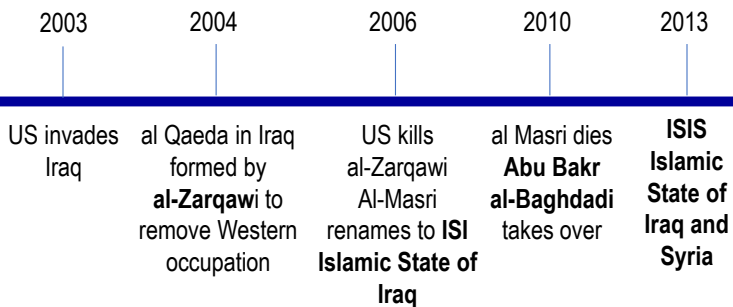 2003
2004
2006
2010
2013
US invades
Iraq
al Qaeda in Iraq
formed by
al-Zarqawi to
remove Western
occupation
US kills
al-Zarqawi
Al-Masri
renames to ISI
Islamic State of
Iraq
al Masri dies
Abu Bakr
al-Baghdadi
takes over
ISIS
Islamic
State of
Iraq and
Syria